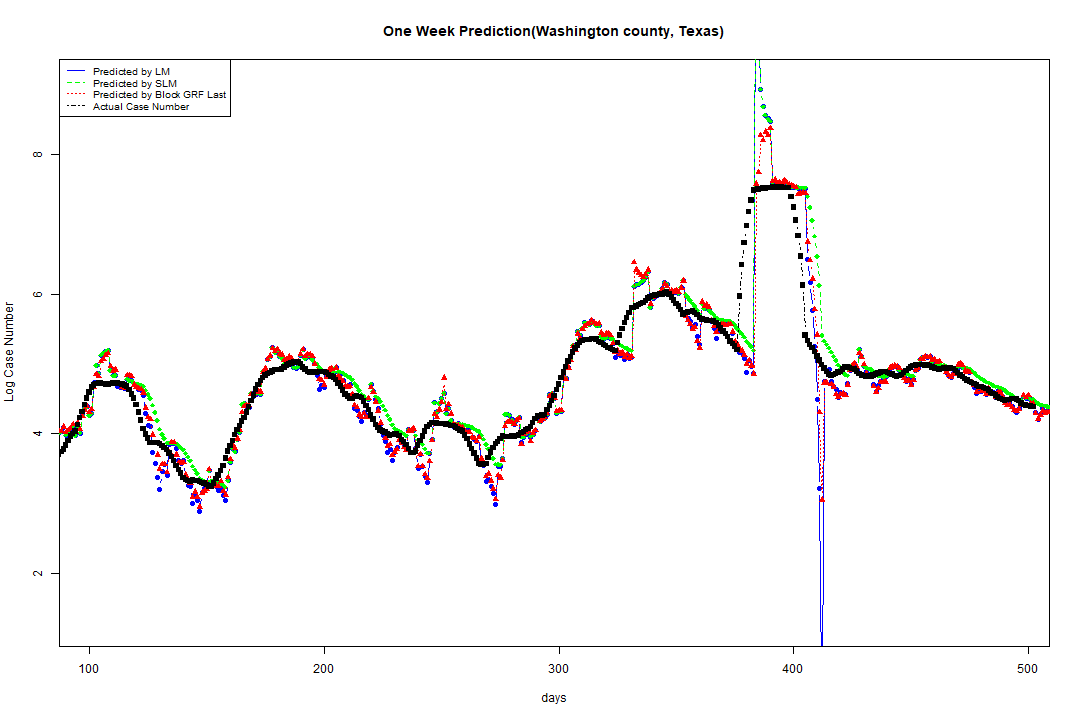 One Week Prediction(Washington county, Texas)
Predicted by LM
Predicted by SLM
Predicted by Block GRF Last
Actual Case Number
Log Case Number
8
6
4
2
100 200 300 400 500
days